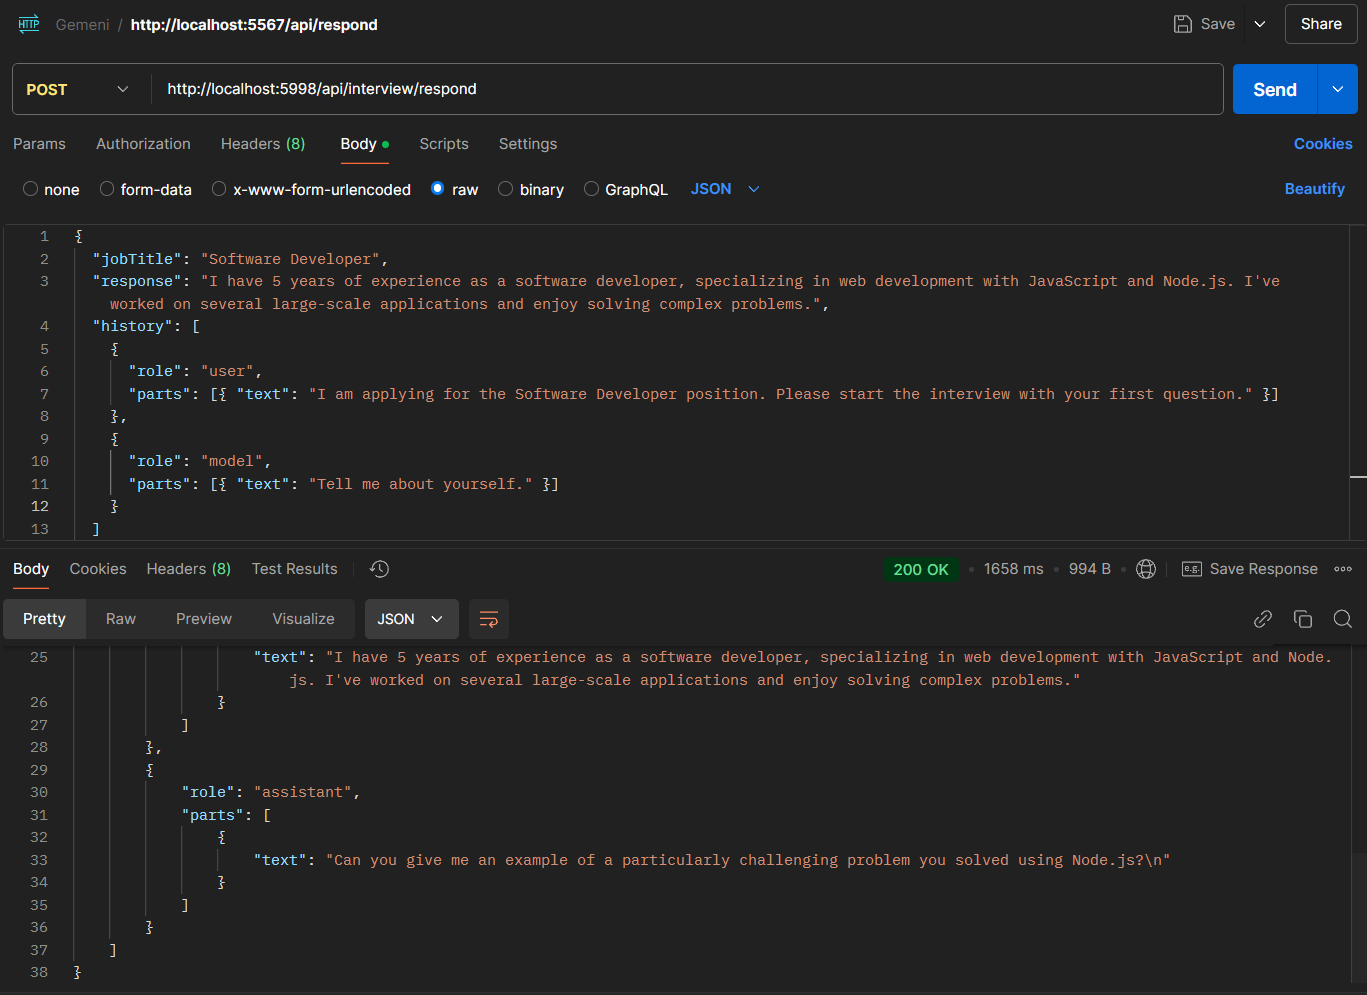 HTTP Gemeni / http://localhost:5567/api/respond Save Share
POST http://localhost:5998/api/interview/respond Send
Params Authorization Headers (8) Body Scripts Settings Cookies
none form-data x-www-form-urlencoded raw binary GraphQL JSON Beautify
1 {
2 "jobTitle": "Software Developer",
3 "response": "I have 5 years of experience as a software developer, specializing in web development with JavaScript and Node.js. I've
worked on several large-scale applications and enjoy solving complex problems.",
4 "history": [
5 {
6 "role": "user",
7 "parts": [{ "text": "I am applying for the Software Developer position. Please start the interview with your first question." }]
8 },
9 {
10 "role": "model",
11 "parts": [{ "text": "Tell me about yourself." }]
12 }
13 ]
Body Cookies Headers (8) Test Results 200 OK • 1658 ms • 994 B • e.g. Save Response
Pretty Raw Preview Visualize JSON
25 "text": "I have 5 years of experience as a software developer, specializing in web development with JavaScript and Node.
js. I've worked on several large-scale applications and enjoy solving complex problems."
26 }
27 ]
28 },
29 {
30 "role": "assistant",
31 "parts": [
32 {
33 "text": "Can you give me an example of a particularly challenging problem you solved using Node.js?\n"
34 }
35 ]
36 }
37 ]
38 }